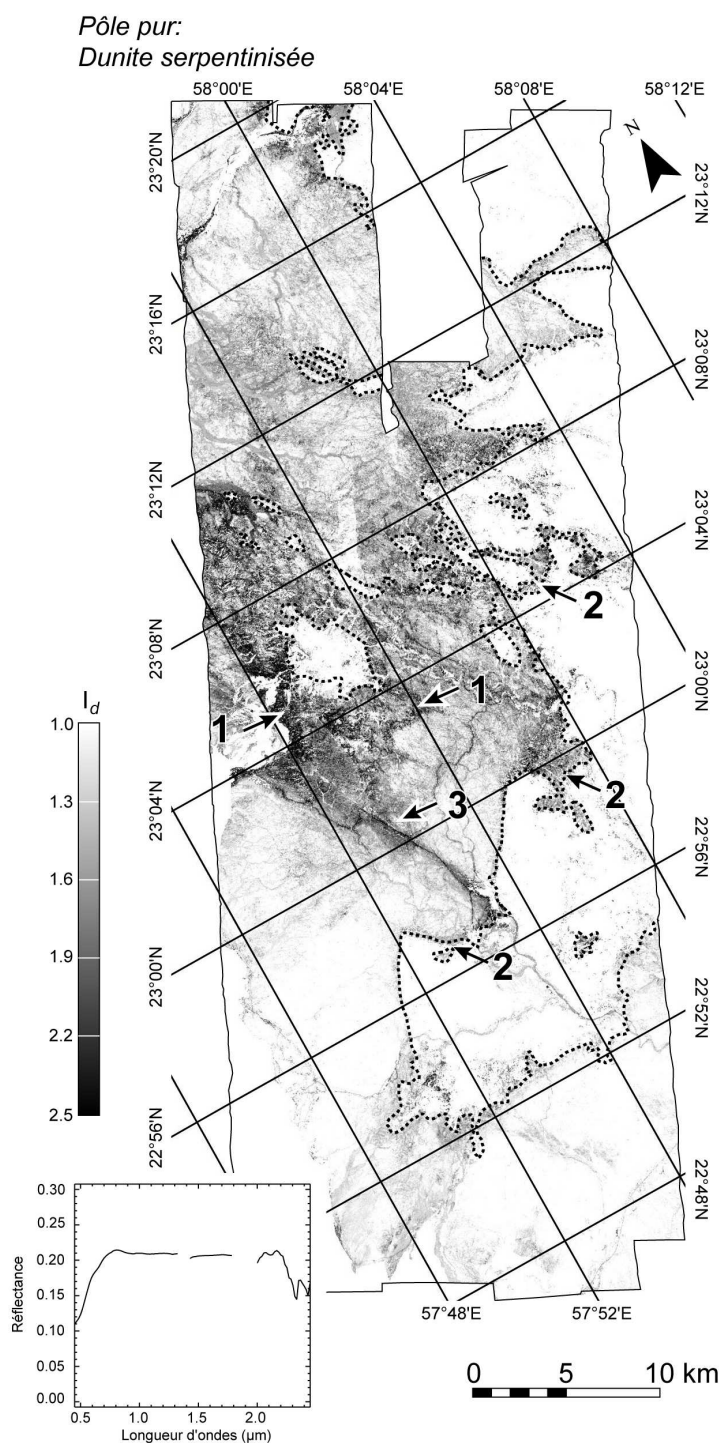 Pôle pur:
Dunite serpentinisée
58°00'E
58°04'E
58°08'E
58°12'E
N
23°20'N
23°16'N
23°12'N
23°08'N
23°04'N
23°00'N
22°56'N
23°12'N
23°08'N
23°04'N
23°00'N
22°56'N
22°52'N
22°48'N
2
1
1
2
3
2
I_d
1.0
1.3
1.6
1.9
2.2
2.5
0.30
0.25
0.20
0.15
0.10
0.05
0.00
Réflectance
0.5 1.0 1.5 2.0
Longueur d'ondes (µm)
57°48'E
57°52'E
0 5 10 km